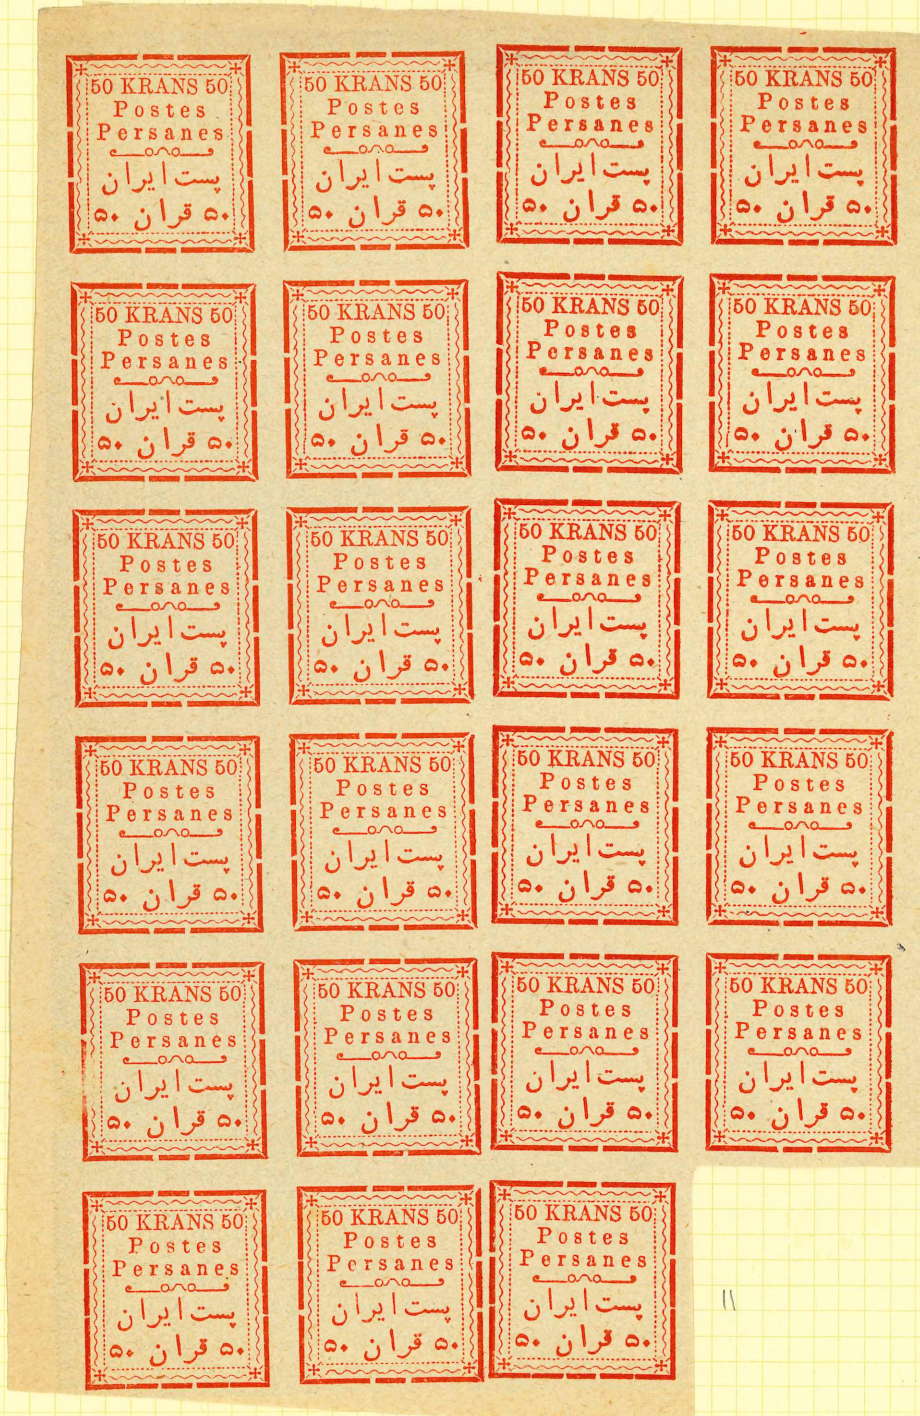 50 KRANS 50
Postes
Persanes
پست ایران
۵۰ قران ۵۰
50 KRANS 50
Postes
Persanes
پست ایران
۵۰ قران ۵۰
50 KRANS 50
Postes
Persanes
پست ایران
۵۰ قران ۵۰
50 KRANS 50
Postes
Persanes
پست ایران
۵۰ قران ۵۰
50 KRANS 50
Postes
Persanes
پست ایران
۵۰ قران ۵۰
50 KRANS 50
Postes
Persanes
پست ایران
۵۰ قران ۵۰
50 KRANS 50
Postes
Persanes
پست ایران
۵۰ قران ۵۰
50 KRANS 50
Postes
Persanes
پست ایران
۵۰ قران ۵۰
50 KRANS 50
Postes
Persanes
پست ایران
۵۰ قران ۵۰
50 KRANS 50
Postes
Persanes
پست ایران
۵۰ قران ۵۰
50 KRANS 50
Postes
Persanes
پست ایران
۵۰ قران ۵۰
50 KRANS 50
Postes
Persanes
پست ایران
۵۰ قران ۵۰
50 KRANS 50
Postes
Persanes
پست ایران
۵۰ قران ۵۰
50 KRANS 50
Postes
Persanes
پست ایران
۵۰ قران ۵۰
50 KRANS 50
Postes
Persanes
پست ایران
۵۰ قران ۵۰
50 KRANS 50
Postes
Persanes
پست ایران
۵۰ قران ۵۰
50 KRANS 50
Postes
Persanes
پست ایران
۵۰ قران ۵۰
50 KRANS 50
Postes
Persanes
پست ایران
۵۰ قران ۵۰
50 KRANS 50
Postes
Persanes
پست ایران
۵۰ قران ۵۰
50 KRANS 50
Postes
Persanes
پست ایران
۵۰ قران ۵۰
50 KRANS 50
Postes
Persanes
پست ایران
۵۰ قران ۵۰
50 KRANS 50
Postes
Persanes
پست ایران
۵۰ قران ۵۰
50 KRANS 50
Postes
Persanes
پست ایران
۵۰ قران ۵۰
11